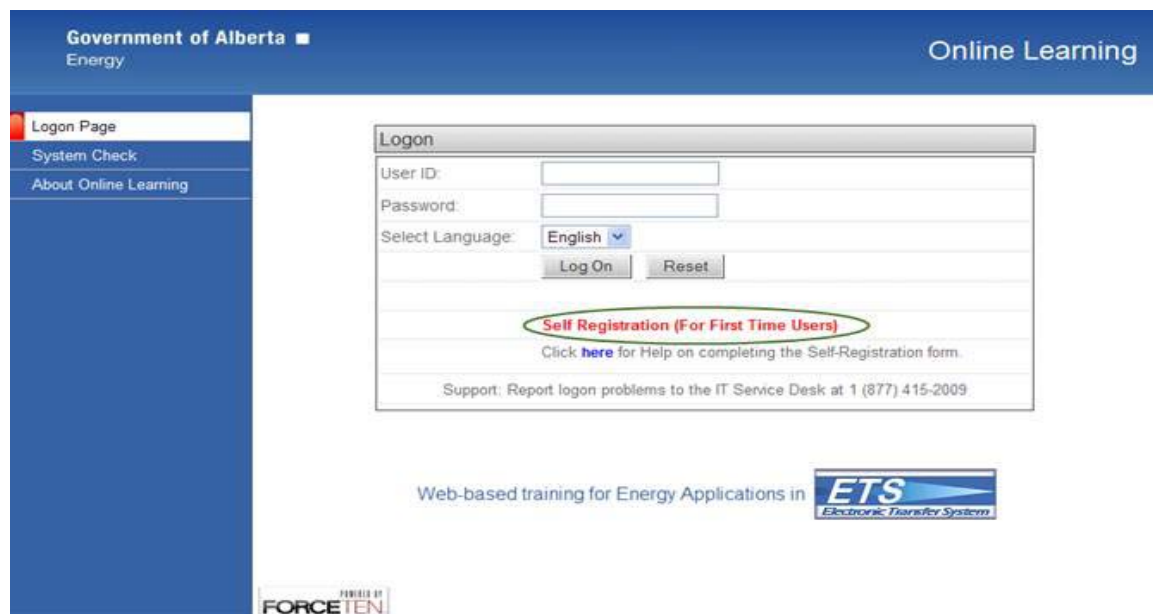 Government of Alberta
Energy
Online Learning
Logon Page
System Check
About Online Learning
Logon
User ID:
Password:
Select Language: English
Log On Reset
Self Registration (For First Time Users)
Click here for Help on completing the Self-Registration form.
Support: Report logon problems to the IT Service Desk at 1 (877) 415-2009
Web-based training for Energy Applications in ETS
Electronic Transfer System
POWERED BY
FORCETEN